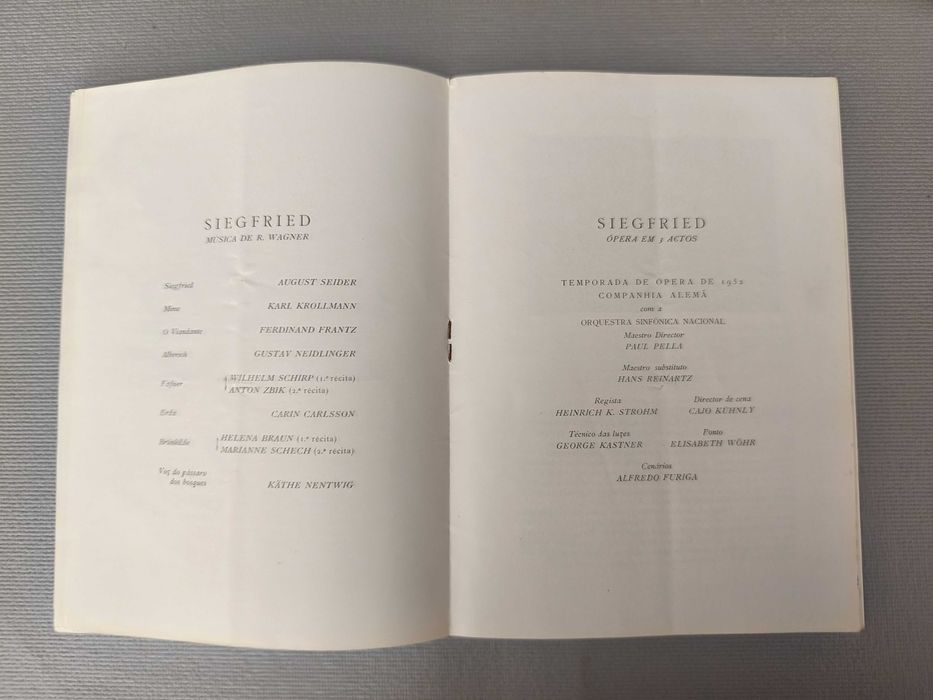 SIEGFRIED
MÚSICA DE R. WAGNER
Siegfried AUGUST SEIDER
Mime KARL KROLLMANN
O Viandante FERDINAND FRANTZ
Alberich GUSTAV NEIDLINGER
Fafner WILHELM SCHIRP (1.ª récita)
ANTON ZBIK (2.ª récita)
Erda CARIN CARLSSON
Brünhilde HELENA BRAUN (1.ª récita)
MARIANNE SCHECH (2.ª récita)
Voz do pássaro
dos bosques KÄTHE NENTWIG
SIEGFRIED
ÓPERA EM 3 ACTOS
TEMPORADA DE ÓPERA DE 1952
COMPANHIA ALEMÃ
com a
ORQUESTRA SINFÓNICA NACIONAL
Maestro Director
PAUL PELLA
Maestro substituto
HANS REINARTZ
Regista Director de cena
HEINRICH K. STROHM CAJO KÜHNLY
Técnico das luzes Ponto
GEORGE KASTNER ELISABETH WÖHR
Cenários
ALFREDO FURIGA